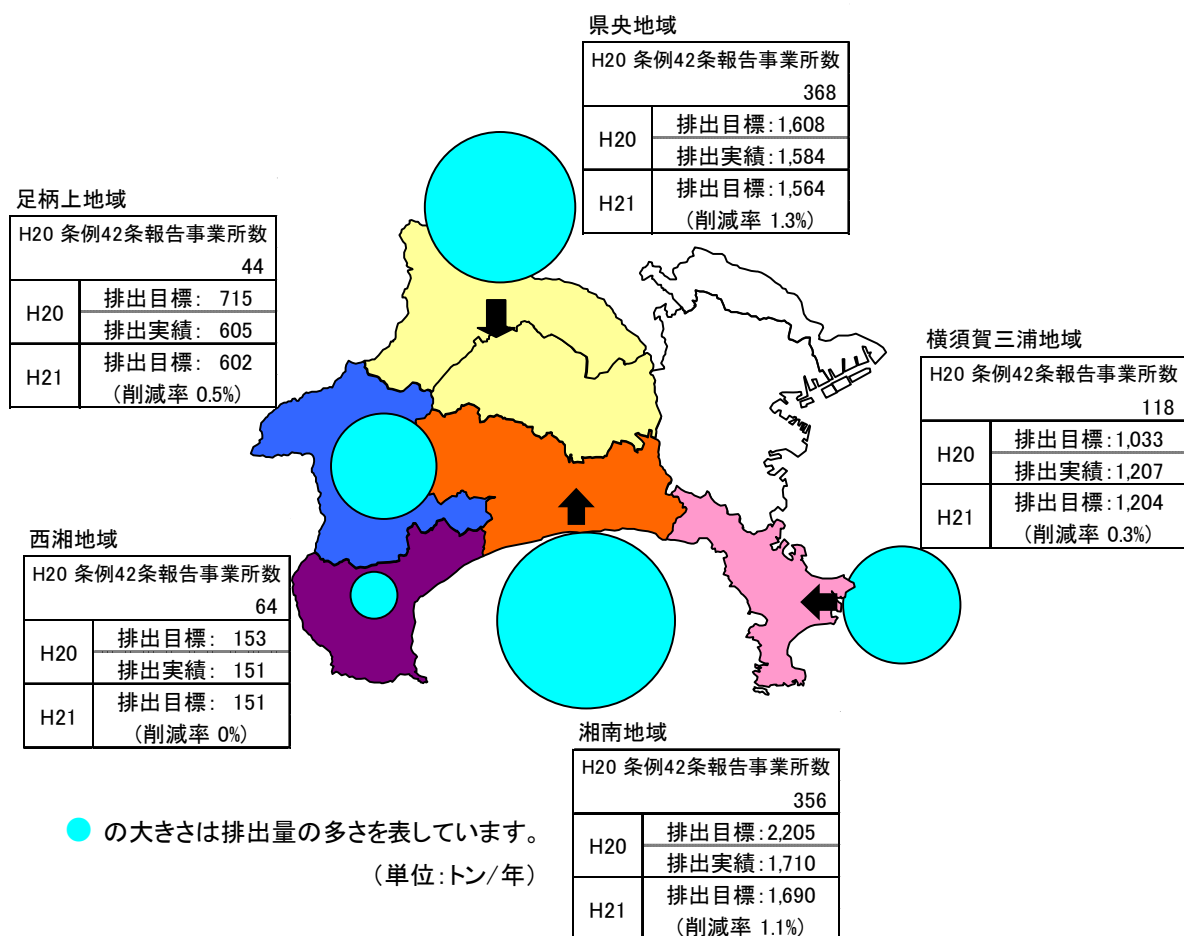 県央地域
H20 条例42条報告事業所数
368
H20
排出目標:1,608
排出実績:1,584
H21
排出目標:1,564
(削減率 1.3%)
足柄上地域
H20 条例42条報告事業所数
44
H20
排出目標: 715
排出実績: 605
H21
排出目標: 602
(削減率 0.5%)
横須賀三浦地域
H20 条例42条報告事業所数
118
H20
排出目標:1,033
排出実績:1,207
H21
排出目標:1,204
(削減率 0.3%)
西湘地域
H20 条例42条報告事業所数
64
H20
排出目標: 153
排出実績: 151
H21
排出目標: 151
(削減率 0%)
湘南地域
H20 条例42条報告事業所数
356
H20
排出目標:2,205
排出実績:1,710
H21
排出目標:1,690
(削減率 1.1%)
の大きさは排出量の多さを表しています。
(単位:トン/年)